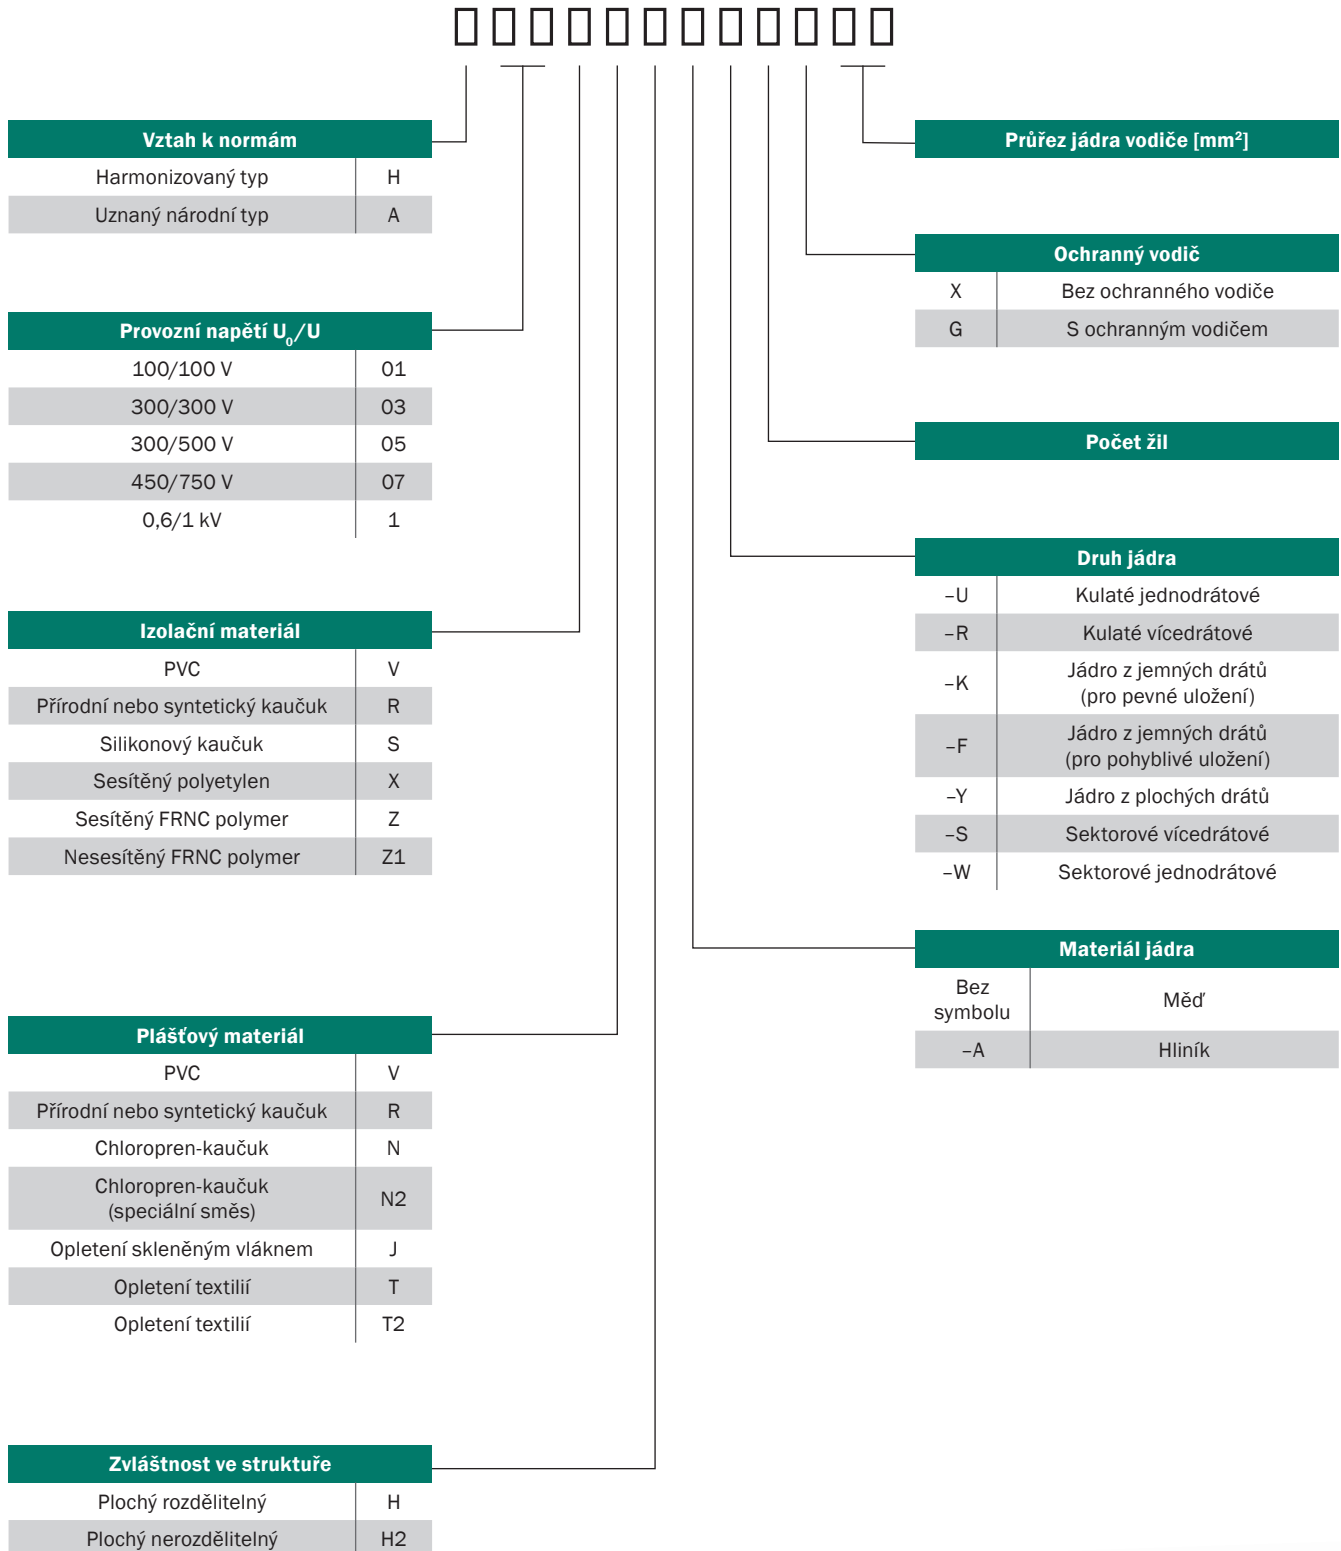 Vztah k normám
Harmonizovaný typ H
Uznaný národní typ A
Provozní napětí U0/U
100/100 V 01
300/300 V 03
300/500 V 05
450/750 V 07
0,6/1 kV 1
Izolační materiál
PVC V
Přírodní nebo syntetický kaučuk R
Silikonový kaučuk S
Sesítěný polyetylen X
Sesítěný FRNC polymer Z
Nesesítěný FRNC polymer Z1
Plášťový materiál
PVC V
Přírodní nebo syntetický kaučuk R
Chloropren-kaučuk N
Chloropren-kaučuk
(speciální směs) N2
Opletení skleněným vláknem J
Opletení textilií T
Opletení textilií T2
Zvláštnost ve struktuře
Plochý rozdělitelný H
Plochý nerozdělitelný H2
Průřez jádra vodiče [mm²]
Ochranný vodič
X Bez ochranného vodiče
G S ochranným vodičem
Počet žil
Druh jádra
–U Kulaté jednodrátové
–R Kulaté vícedrátové
–K Jádro z jemných drátů
(pro pevné uložení)
–F Jádro z jemných drátů
(pro pohyblivé uložení)
–Y Jádro z plochých drátů
–S Sektorové vícedrátové
–W Sektorové jednodrátové
Materiál jádra
Bez
symbolu Měď
–A Hliník